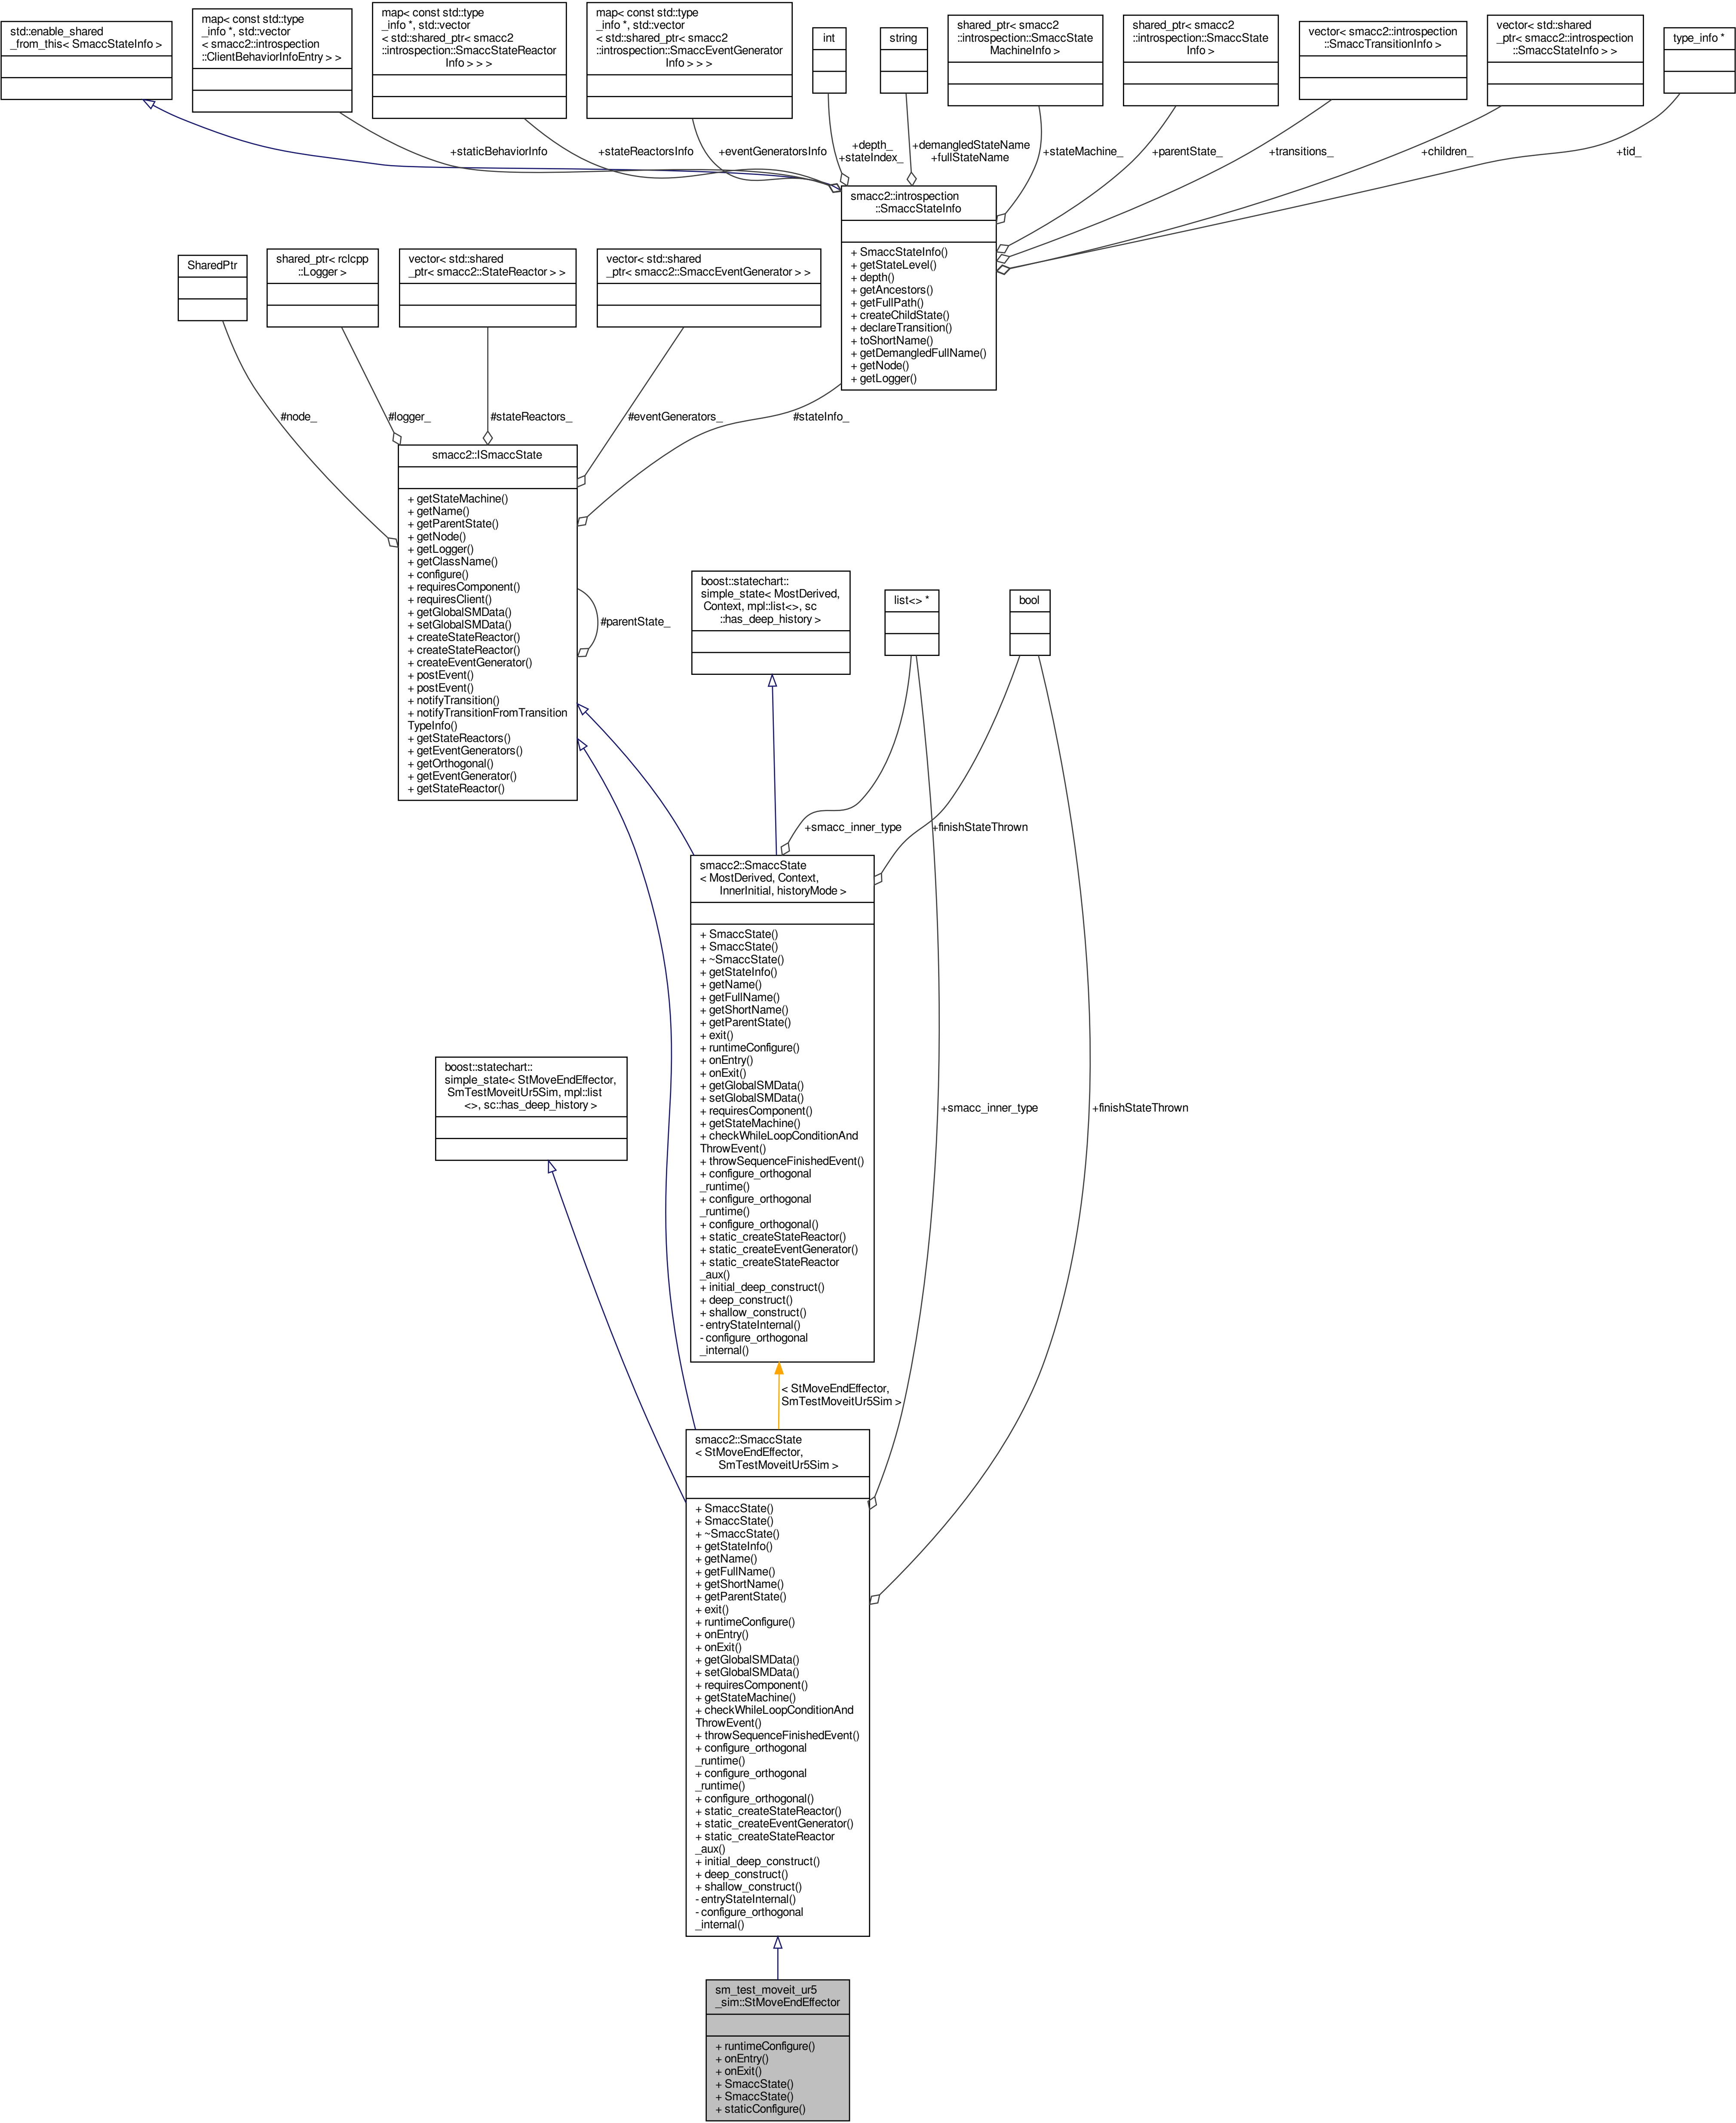 std::enable_shared
_from_this< SmaccStateInfo >
map< const std::type
_info *, std::vector
< smacc2::introspection
::ClientBehaviorInfoEntry > >
map< const std::type
_info *, std::vector
< std::shared_ptr< smacc2
::introspection::SmaccStateReactor
Info > > >
map< const std::type
_info *, std::vector
< std::shared_ptr< smacc2
::introspection::SmaccEventGenerator
Info > > >
int
string
shared_ptr< smacc2
::introspection::SmaccState
MachineInfo >
shared_ptr< smacc2
::introspection::SmaccState
Info >
vector< smacc2::introspection
::SmaccTransitionInfo >
vector< std::shared
_ptr< smacc2::introspection
::SmaccStateInfo > >
type_info *
+staticBehaviorInfo
+stateReactorsInfo
+eventGeneratorsInfo
+depth_
+stateIndex_
+demangledStateName
+fullStateName
+stateMachine_
+parentState_
+transitions_
+children_
+tid_
smacc2::introspection
::SmaccStateInfo
+ SmaccStateInfo()
+ getStateLevel()
+ depth()
+ getAncestors()
+ getFullPath()
+ createChildState()
+ declareTransition()
+ toShortName()
+ getDemangledFullName()
+ getNode()
+ getLogger()
SharedPtr
shared_ptr< rclcpp
::Logger >
vector< std::shared
_ptr< smacc2::StateReactor > >
vector< std::shared
_ptr< smacc2::SmaccEventGenerator > >
#node_
#logger_
#stateReactors_
#eventGenerators_
#stateInfo_
smacc2::ISmaccState
+ getStateMachine()
+ getName()
+ getParentState()
+ getNode()
+ getLogger()
+ getClassName()
+ configure()
+ requiresComponent()
+ requiresClient()
+ getGlobalSMData()
+ setGlobalSMData()
+ createStateReactor()
+ createStateReactor()
+ createEventGenerator()
+ postEvent()
+ postEvent()
+ notifyTransition()
+ notifyTransitionFromTransition
TypeInfo()
+ getStateReactors()
+ getEventGenerators()
+ getOrthogonal()
+ getEventGenerator()
+ getStateReactor()
#parentState_
boost::statechart::
simple_state< MostDerived,
Context, mpl::list<>, sc
::has_deep_history >
list<> *
bool
+smacc_inner_type
+finishStateThrown
smacc2::SmaccState
< MostDerived, Context,
InnerInitial, historyMode >
+ SmaccState()
+ SmaccState()
+ ~SmaccState()
+ getStateInfo()
+ getName()
+ getFullName()
+ getShortName()
+ getParentState()
+ exit()
+ runtimeConfigure()
+ onEntry()
+ onExit()
+ getGlobalSMData()
+ setGlobalSMData()
+ requiresComponent()
+ getStateMachine()
+ checkWhileLoopConditionAnd
ThrowEvent()
+ throwSequenceFinishedEvent()
+ configure_orthogonal
_runtime()
+ configure_orthogonal
_runtime()
+ configure_orthogonal()
+ static_createStateReactor()
+ static_createEventGenerator()
+ static_createStateReactor
_aux()
+ initial_deep_construct()
+ deep_construct()
+ shallow_construct()
- entryStateInternal()
- configure_orthogonal
_internal()
boost::statechart::
simple_state< StMoveEndEffector,
SmTestMoveitUr5Sim, mpl::list
<>, sc::has_deep_history >
+smacc_inner_type
+finishStateThrown
< StMoveEndEffector,
SmTestMoveitUr5Sim >
smacc2::SmaccState
< StMoveEndEffector,
SmTestMoveitUr5Sim >
+ SmaccState()
+ SmaccState()
+ ~SmaccState()
+ getStateInfo()
+ getName()
+ getFullName()
+ getShortName()
+ getParentState()
+ exit()
+ runtimeConfigure()
+ onEntry()
+ onExit()
+ getGlobalSMData()
+ setGlobalSMData()
+ requiresComponent()
+ getStateMachine()
+ checkWhileLoopConditionAnd
ThrowEvent()
+ throwSequenceFinishedEvent()
+ configure_orthogonal
_runtime()
+ configure_orthogonal
_runtime()
+ configure_orthogonal()
+ static_createStateReactor()
+ static_createEventGenerator()
+ static_createStateReactor
_aux()
+ initial_deep_construct()
+ deep_construct()
+ shallow_construct()
- entryStateInternal()
- configure_orthogonal
_internal()
sm_test_moveit_ur5
_sim::StMoveEndEffector
+ runtimeConfigure()
+ onEntry()
+ onExit()
+ SmaccState()
+ SmaccState()
+ staticConfigure()